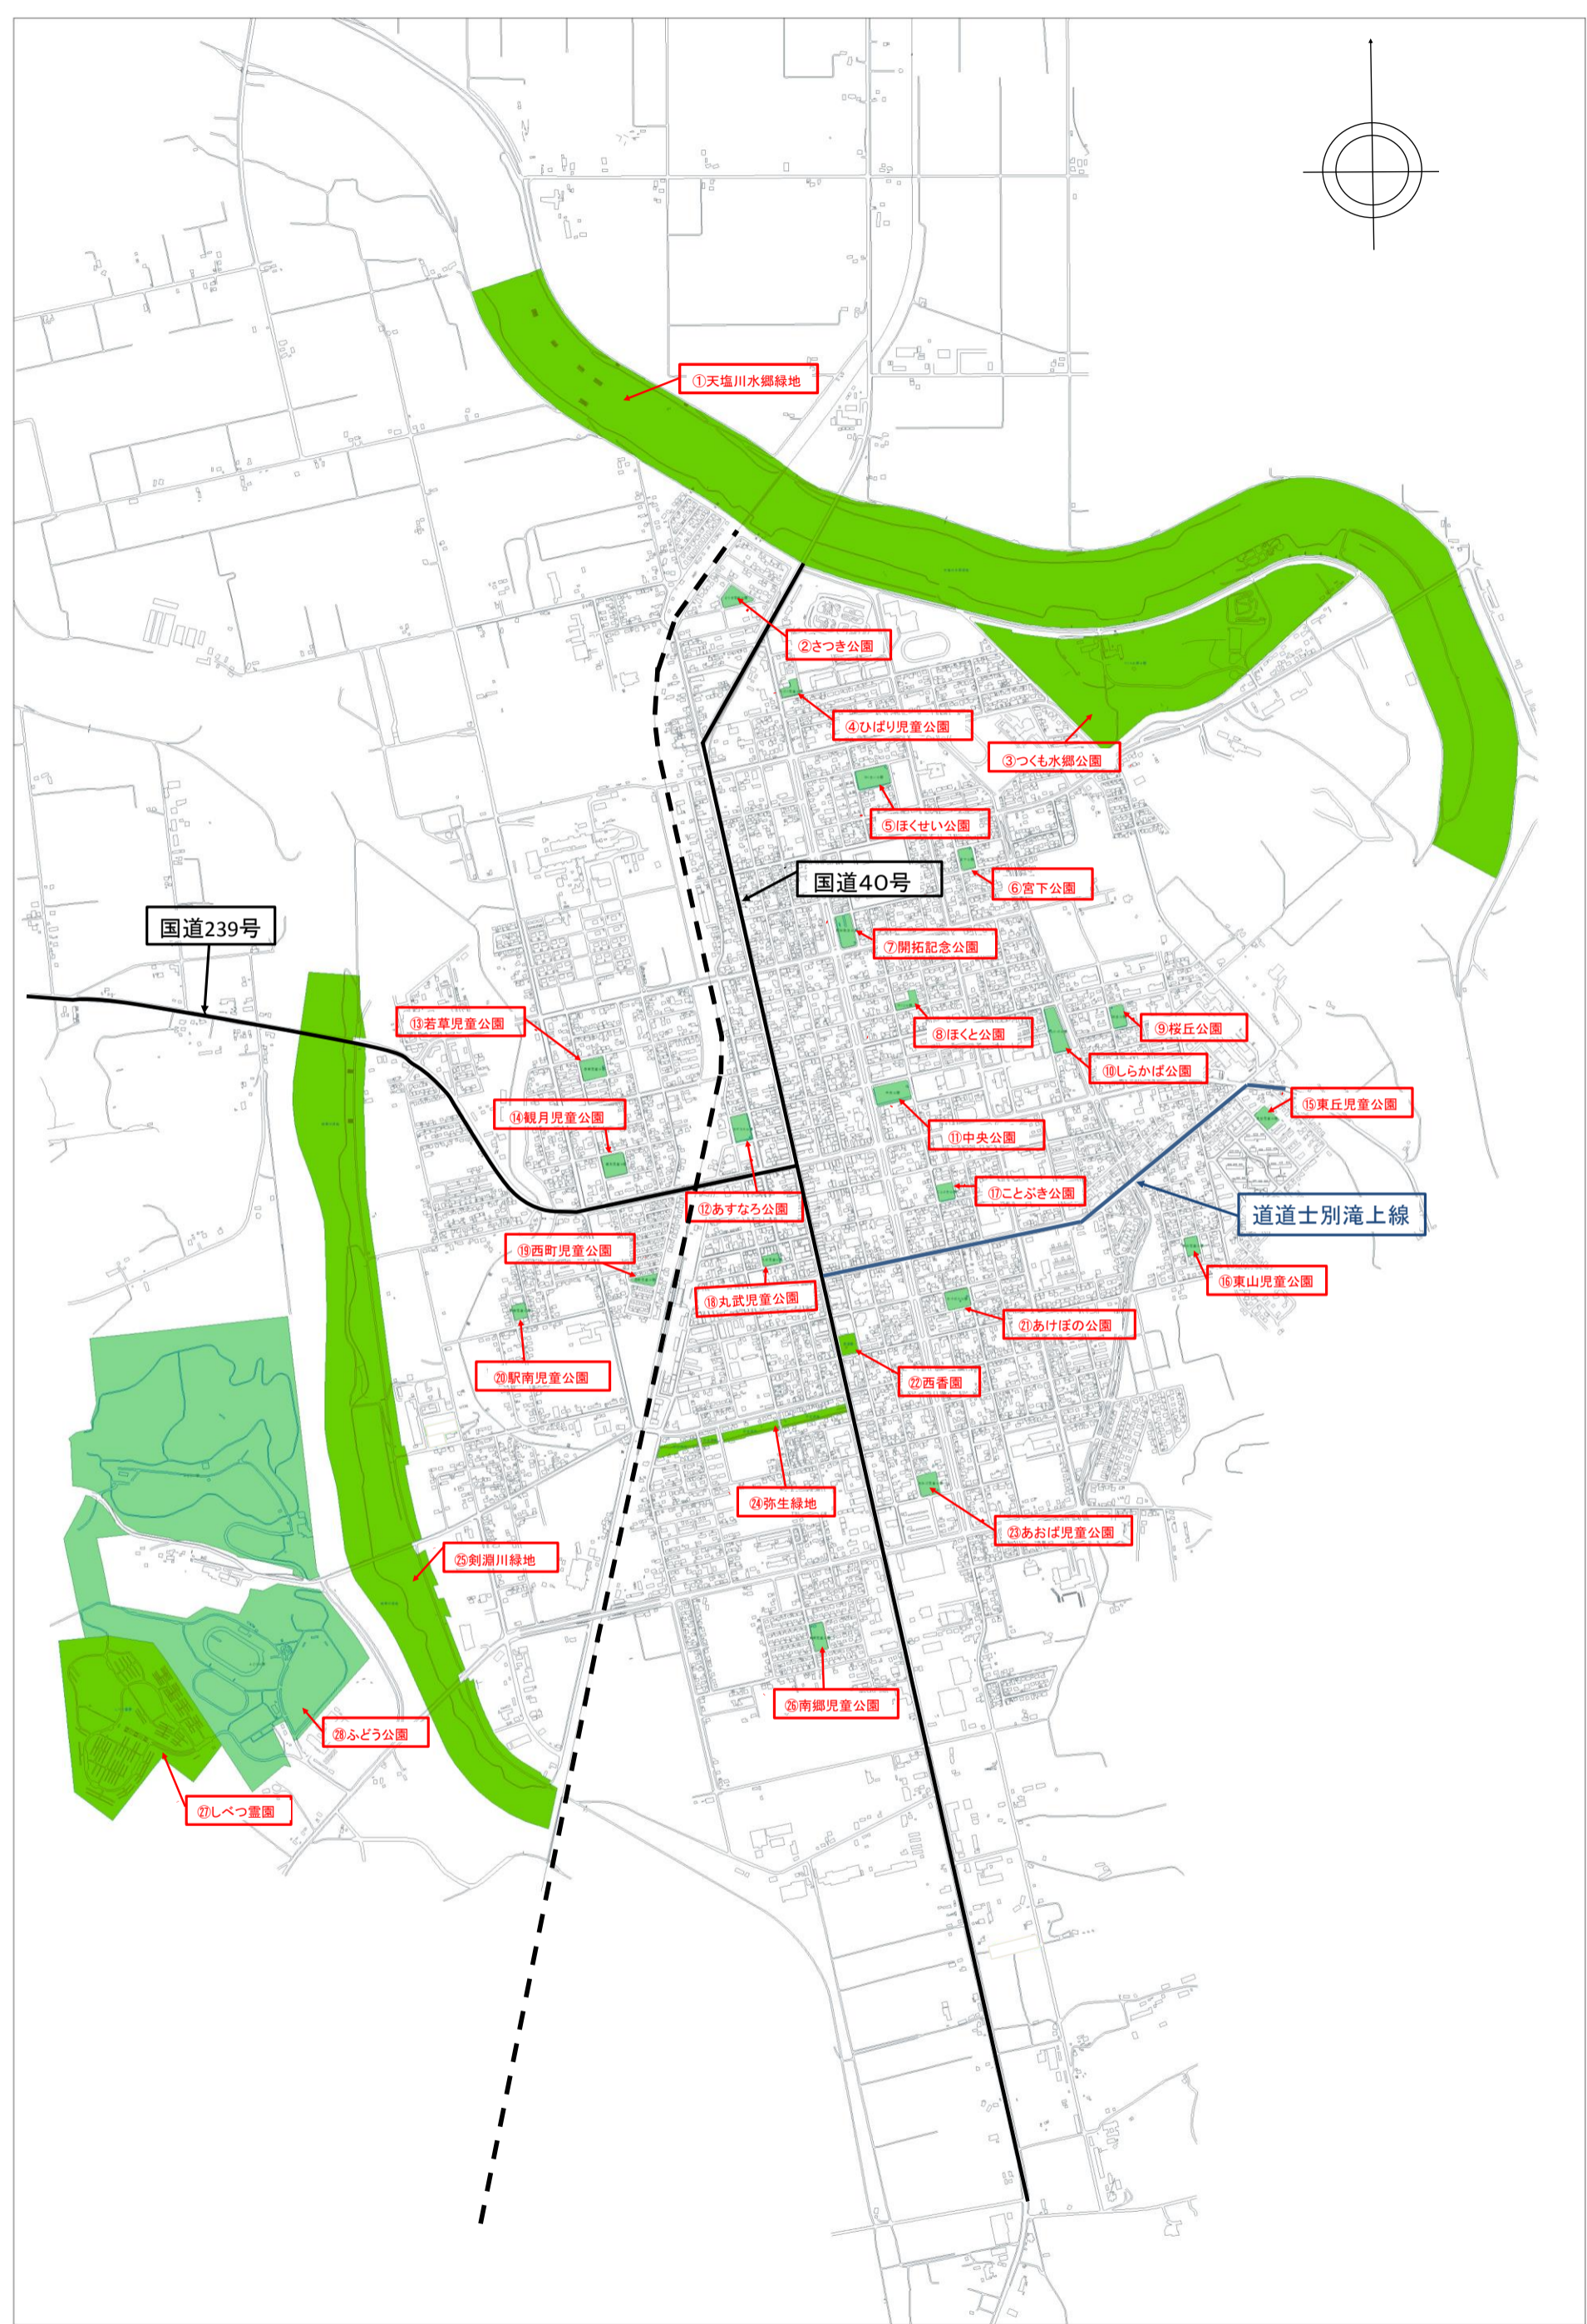 ①天塩川水郷緑地
②さつき公園
④ひばり児童公園
③つくも水郷公園
⑤ほくせい公園
国道40号
⑥宮下公園
国道239号
⑦開拓記念公園
⑬若草児童公園
⑧ほくと公園
⑨桜丘公園
⑩しらかば公園
⑭観月児童公園
⑮東丘児童公園
⑪中央公園
⑰ことぶき公園
⑫あすなろ公園
道道士別滝上線
⑲西町児童公園
⑯東山児童公園
⑱丸武児童公園
㉑あけぼの公園
⑳駅南児童公園
㉒西香園
㉔弥生緑地
㉓あおば児童公園
㉕剣淵川緑地
㉖南郷児童公園
㉘ふどう公園
㉗しべつ霊園